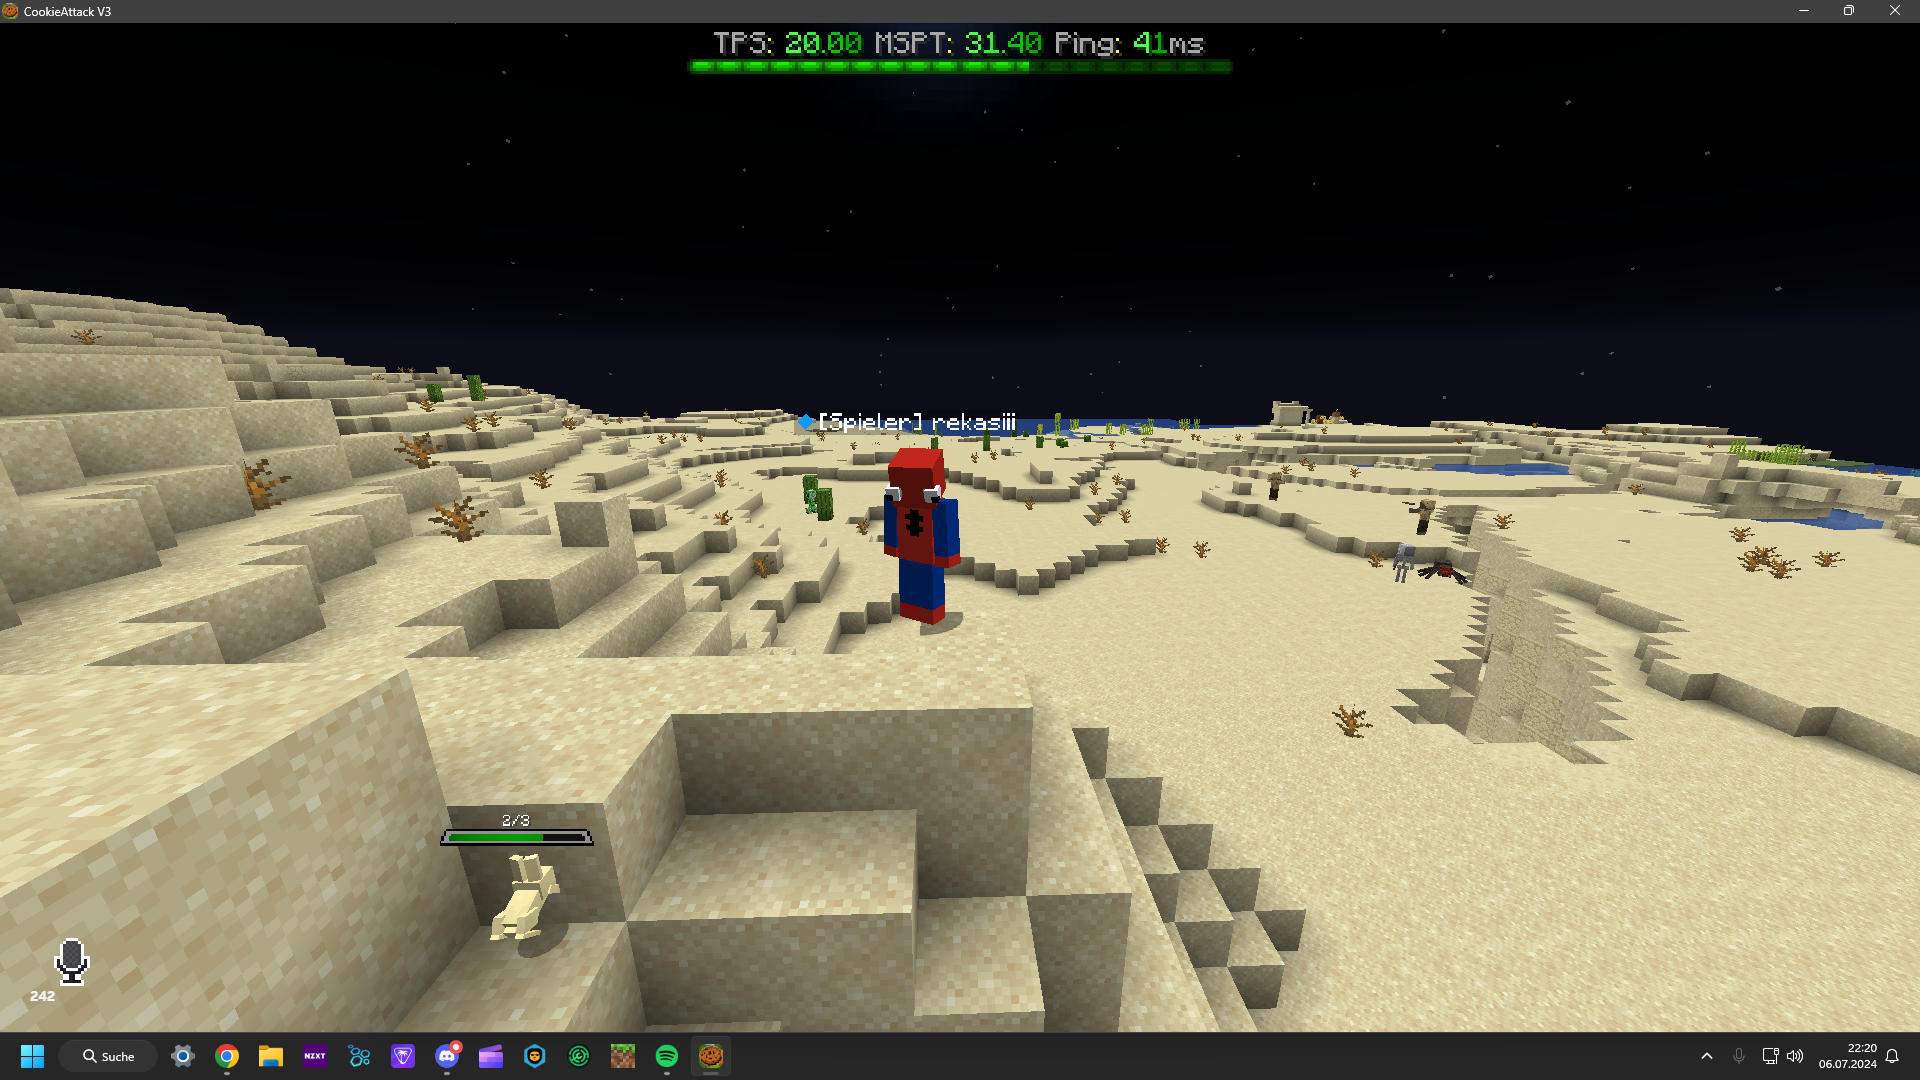 CookieAttack V3
TPS: 20.00 MSPT: 31.40 Ping: 41ms
[Spieler] rekasiii
2/3
242
Suche
NZXT
22:20
06.07.2024